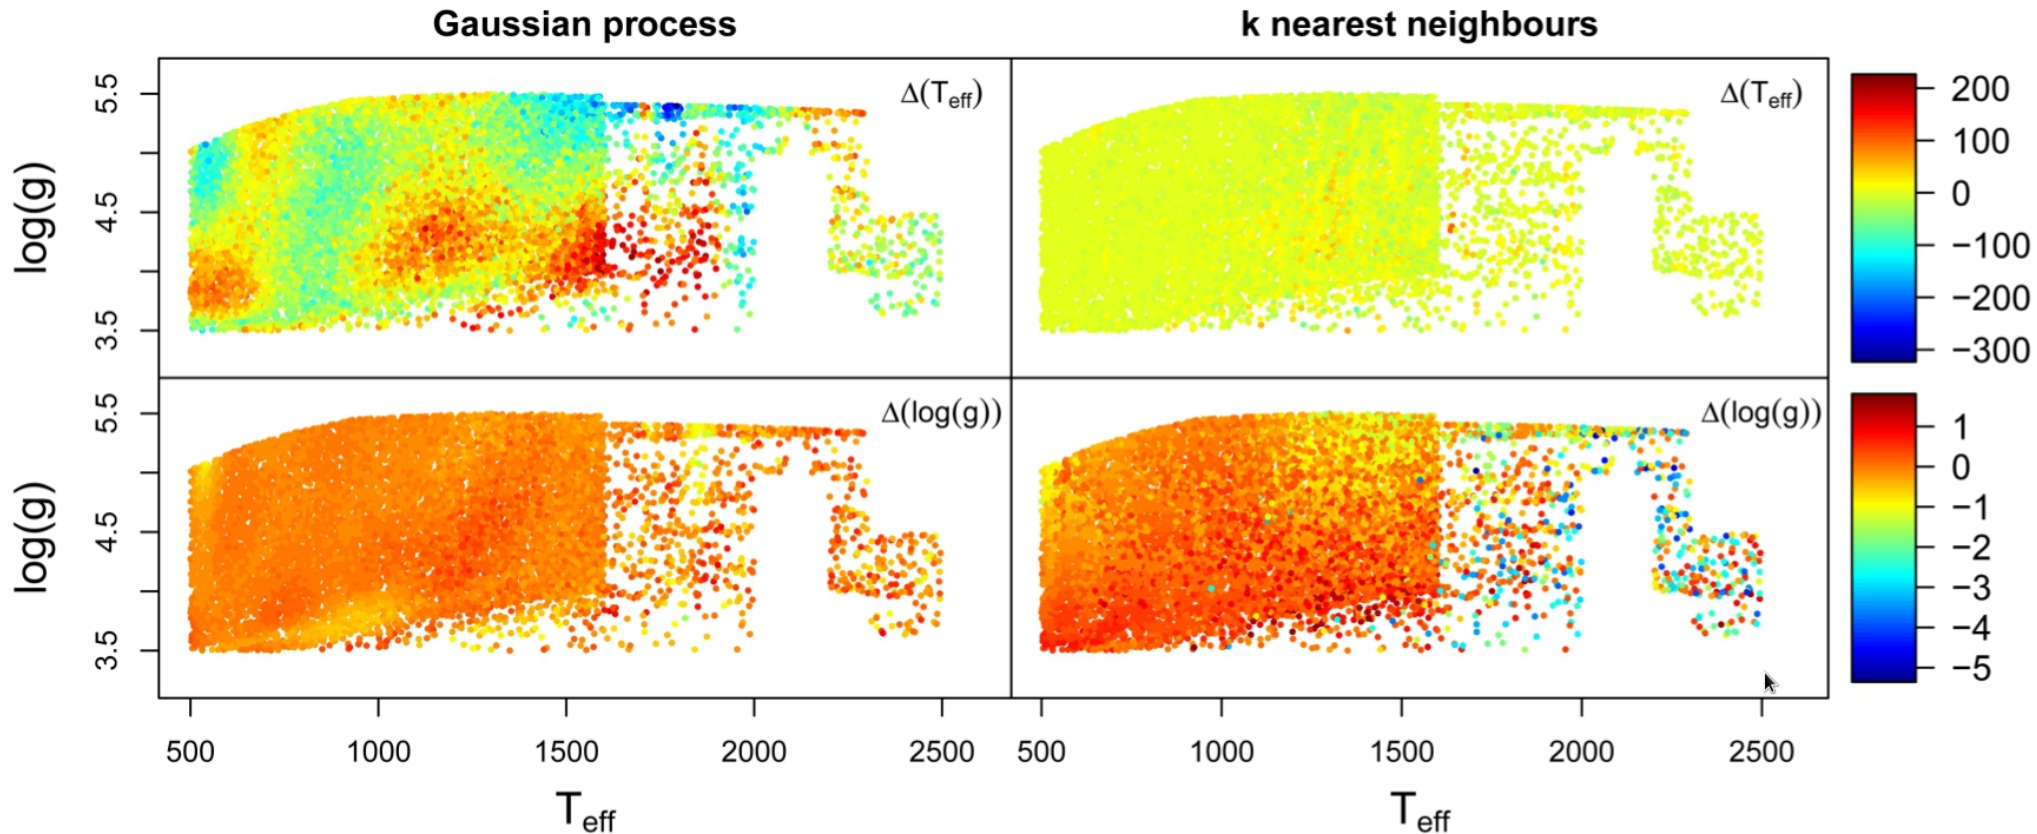 Gaussian process k nearest neighbours
Δ(Teff) Δ(Teff)
log(g) 5.5 4.5 3.5
200
100
0
−100
−200
−300
Δ(log(g)) Δ(log(g))
log(g) 5.5 4.5 3.5
1
0
−1
−2
−3
−4
−5
500 1000 1500 2000 2500 500 1000 1500 2000 2500
Teff Teff